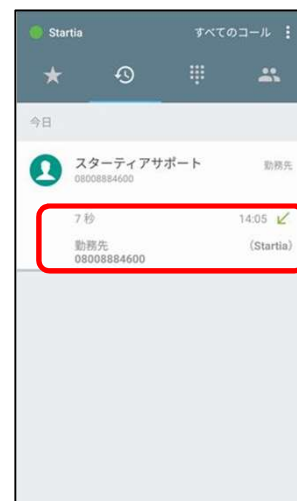 Startia すべてのコール
今日
スターティアサポート 勤務先
08008884600
7 秒 14:05
勤務先 (Startia)
08008884600